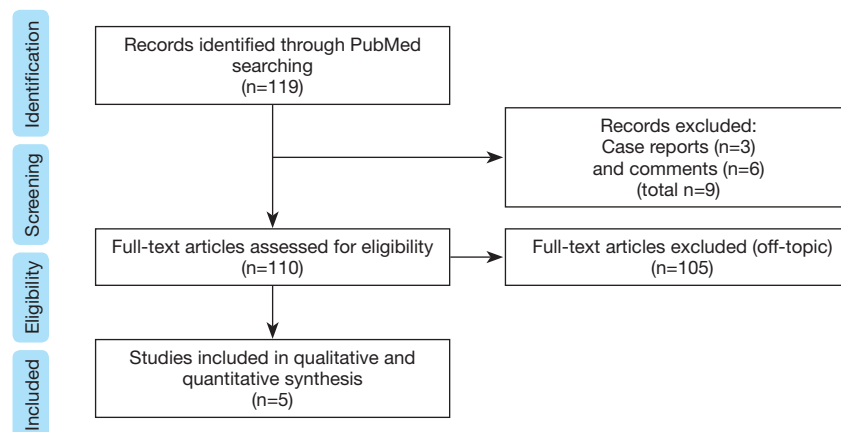 Identification
Records identified through PubMed
searching
(n=119)
Records excluded:
Case reports (n=3)
and comments (n=6)
(total n=9)
Screening
Full-text articles assessed for eligibility
(n=110)
Full-text articles excluded (off-topic)
(n=105)
Eligibility
Studies included in qualitative and
quantitative synthesis
(n=5)
Included